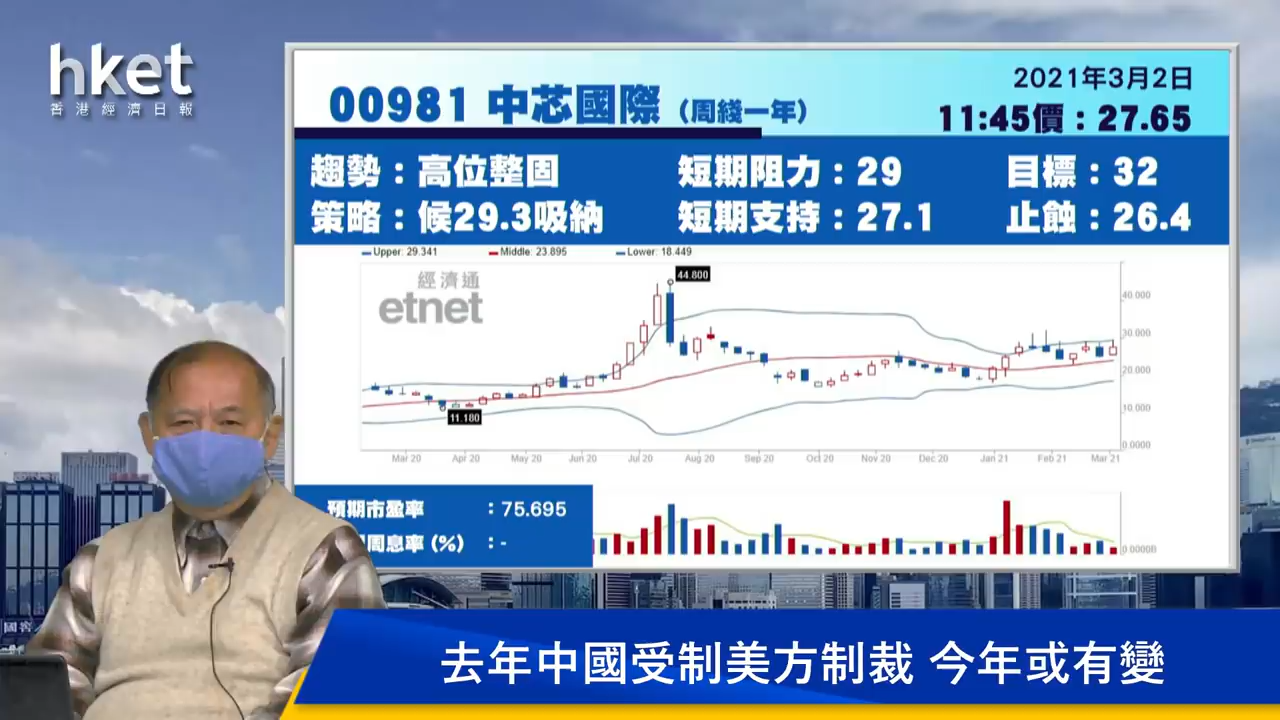 hket
香港經濟日報
00981 中芯國際 (周綫一年)
2021年3月2日
11:45價:27.65
趨勢:高位整固
短期阻力:29
目標:32
策略:候29.3吸納
短期支持:27.1
止蝕:26.4
Upper: 29.341 Middle: 23.895 Lower: 18.449
經濟通
etnet
44.800
11.180
40.000
30.000
20.000
10.000
0.0000
Mar 20 Apr 20 May 20 Jun 20 Jul 20 Aug 20 Sep 20 Oct 20 Nov 20 Dec 20 Jan 21 Feb 21 Mar 21
預期市盈率 :75.695
周息率 (%) :-
0.0000B
去年中國受制美方制裁 今年或有變